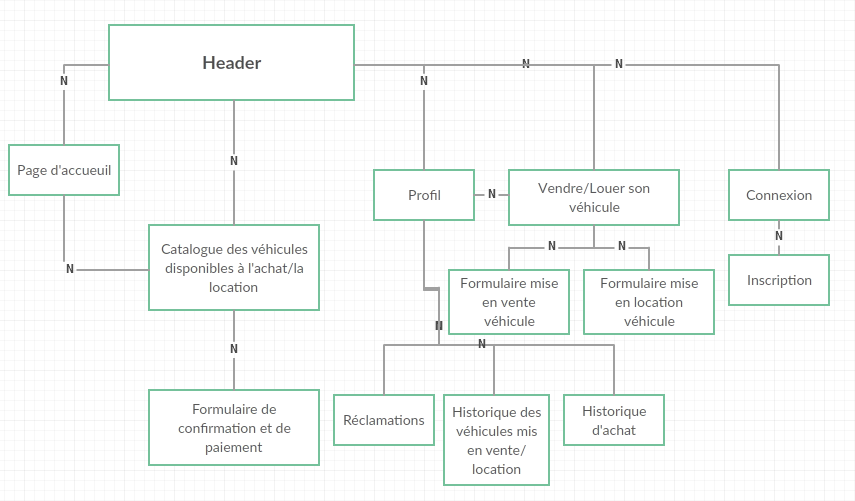 Header
N
N
N
N
N
Page d'accueuil
Profil
N
Vendre/Louer son
véhicule
Connexion
N
Catalogue des véhicules
disponibles à l'achat/la
location
N
N
N
Inscription
N
Formulaire mise
en vente
véhicule
Formulaire mise
en location
véhicule
N
N
N
Formulaire de
confirmation et de
paiement
Réclamations
Historique des
véhicules mis
en vente/
location
Historique
d'achat